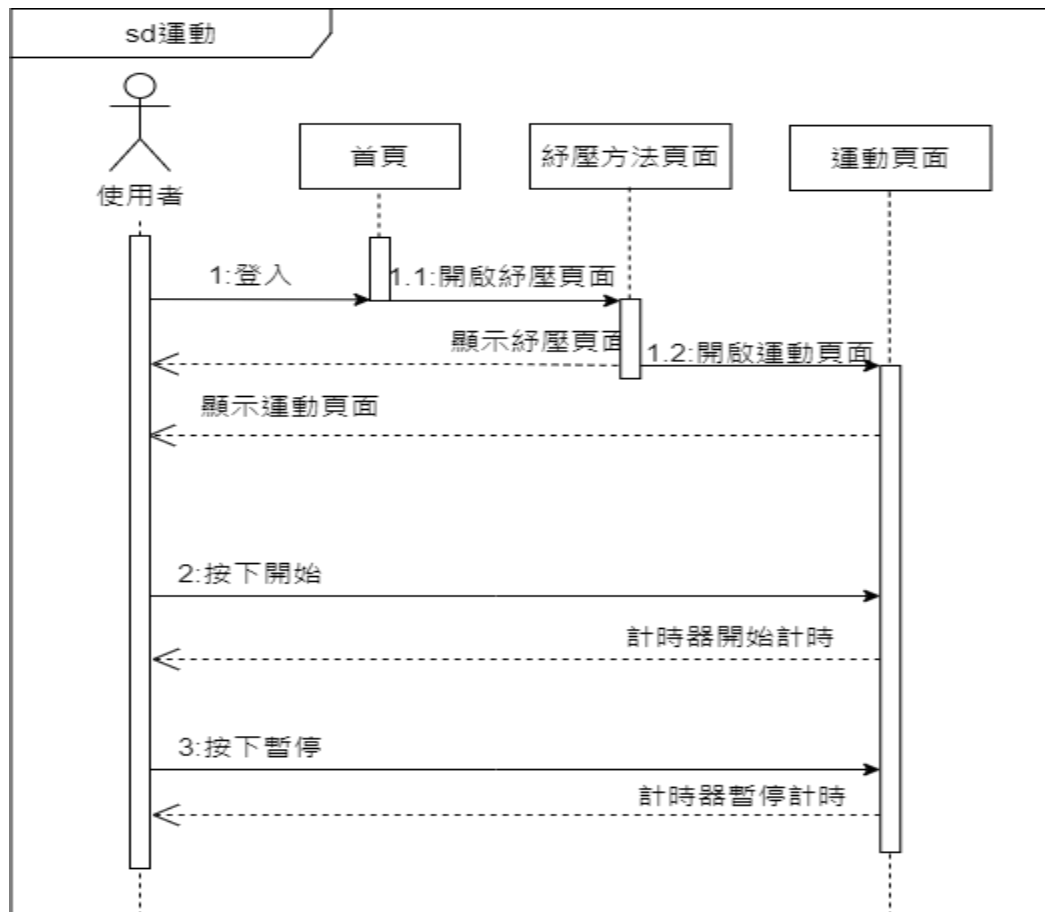 sd運動
使用者
首頁
紓壓方法頁面
運動頁面
1:登入
1.1:開啟紓壓頁面
顯示紓壓頁面
1.2:開啟運動頁面
顯示運動頁面
2:按下開始
計時器開始計時
3:按下暫停
計時器暫停計時